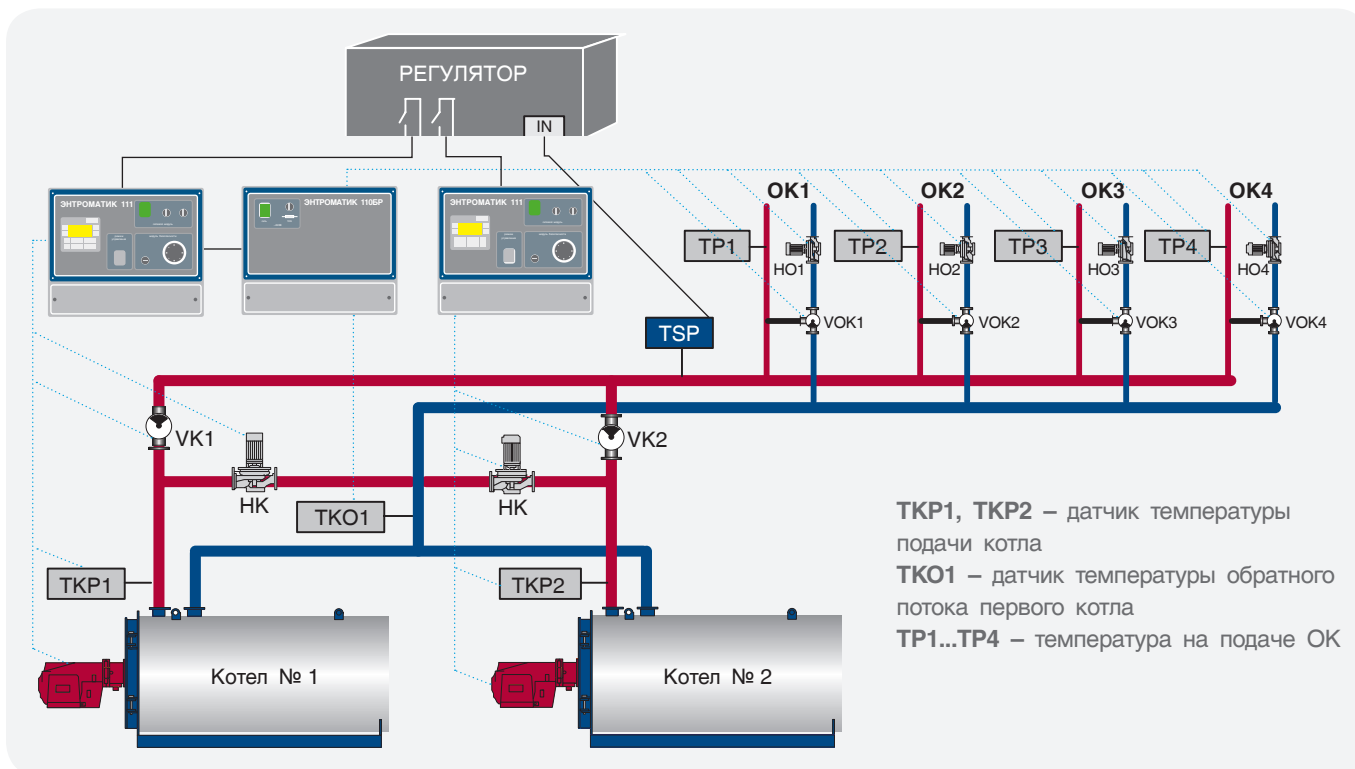 РЕГУЛЯТОР
IN
ЭНТРОМАТИК 111
ЭНТРОМАТИК 110БР
ЭНТРОМАТИК 111
OK1
OK2
OK3
OK4
TP1
TP2
TP3
TP4
HO1
HO2
HO3
HO4
VOK1
VOK2
VOK3
VOK4
TSP
VK1
VK2
НК
НК
TKO1
TKP1
TKP2
Котел № 1
Котел № 2
TKP1, TKP2 – датчик температуры
подачи котла
TKO1 – датчик температуры обратного
потока первого котла
TP1...TP4 – температура на подаче ОК